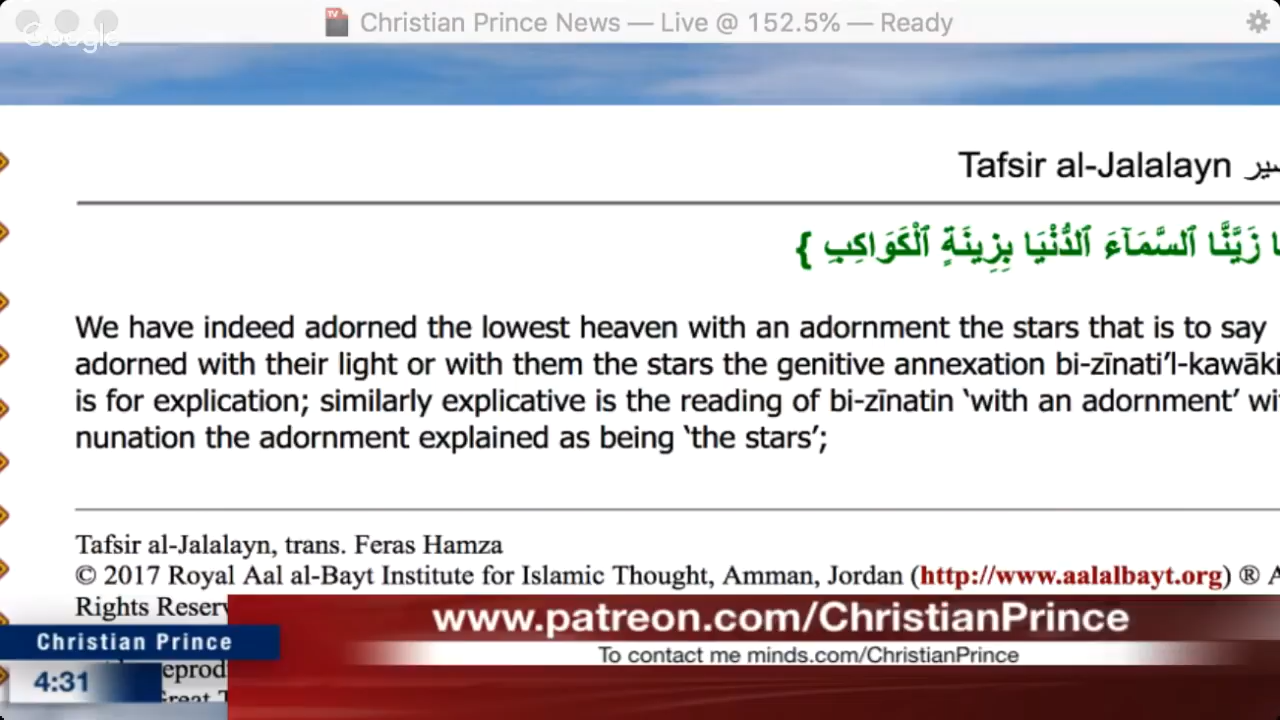 Google
Christian Prince News — Live @ 152.5% — Ready
Tafsir al-Jalalayn
زَيَّنَّا ٱلسَّمَآءَ ٱلدُّنْيَا بِزِينَةٍ ٱلْكَوَاكِبِ }
We have indeed adorned the lowest heaven with an adornment the stars that is to say
adorned with their light or with them the stars the genitive annexation bi-zīnati’l-kawāki
is for explication; similarly explicative is the reading of bi-zīnatin ‘with an adornment’ wi
nunation the adornment explained as being ‘the stars’;
Tafsir al-Jalalayn, trans. Feras Hamza
© 2017 Royal Aal al-Bayt Institute for Islamic Thought, Amman, Jordan (http://www.aalalbayt.org) ® A
Rights Reserv
www.patreon.com/ChristianPrince
Christian Prince
To contact me minds.com/ChristianPrince
eprod
4:31
Great T